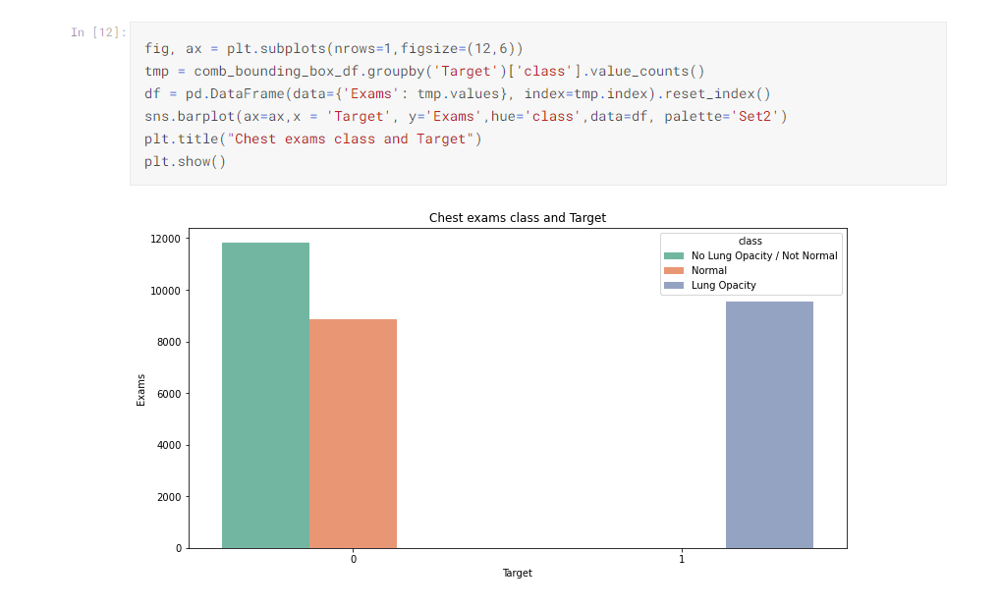 In [12]:
fig, ax = plt.subplots(nrows=1,figsize=(12,6))
tmp = comb_bounding_box_df.groupby('Target')['class'].value_counts()
df = pd.DataFrame(data={'Exams': tmp.values}, index=tmp.index).reset_index()
sns.barplot(ax=ax,x = 'Target', y='Exams',hue='class',data=df, palette='Set2')
plt.title("Chest exams class and Target")
plt.show()
Chest exams class and Target
12000
10000
8000
6000
4000
2000
0
Exams
class
No Lung Opacity / Not Normal
Normal
Lung Opacity
0
1
Target